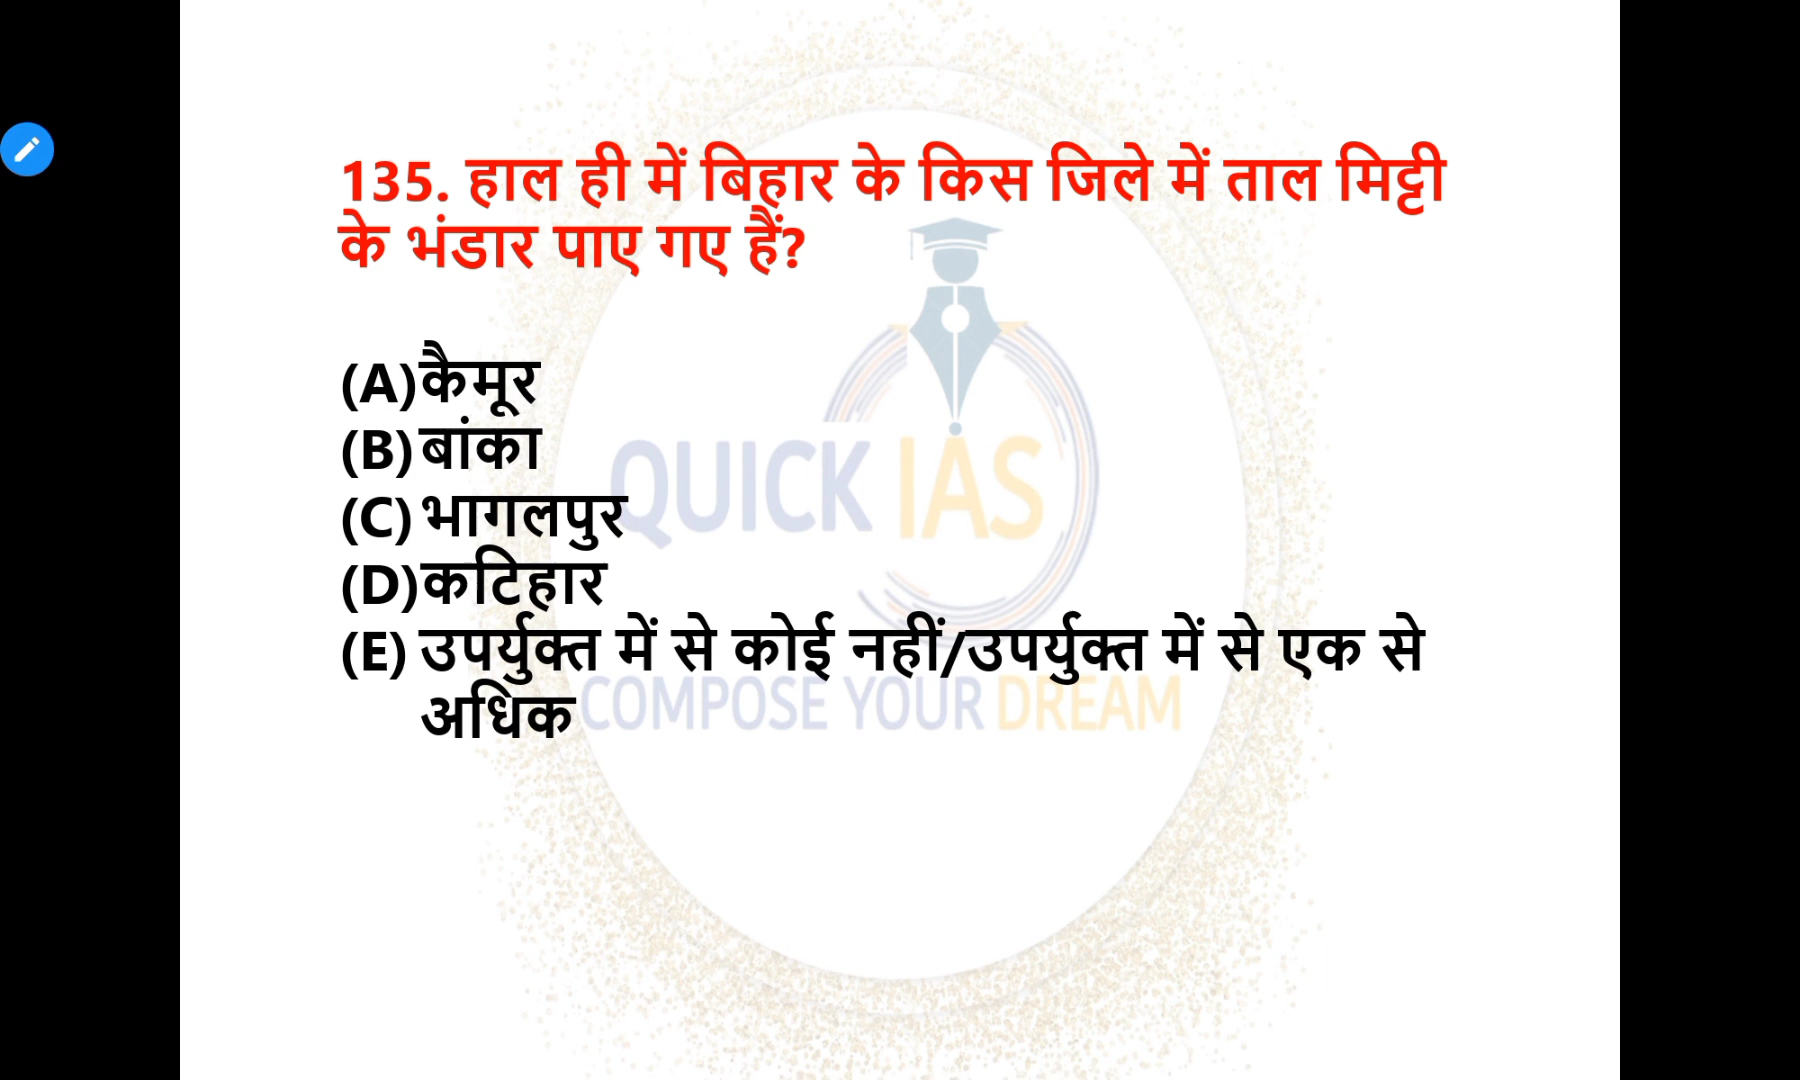 135. हाल ही में बिहार के किस जिले में ताल मिट्टी
के भंडार पाए गए हैं?
(A) कैमूर
(B) बांका
(C) भागलपुर
(D) कटिहार
(E) उपर्युक्त में से कोई नहीं/उपर्युक्त में से एक से
अधिक
QUICK IAS
COMPOSE YOUR DREAM